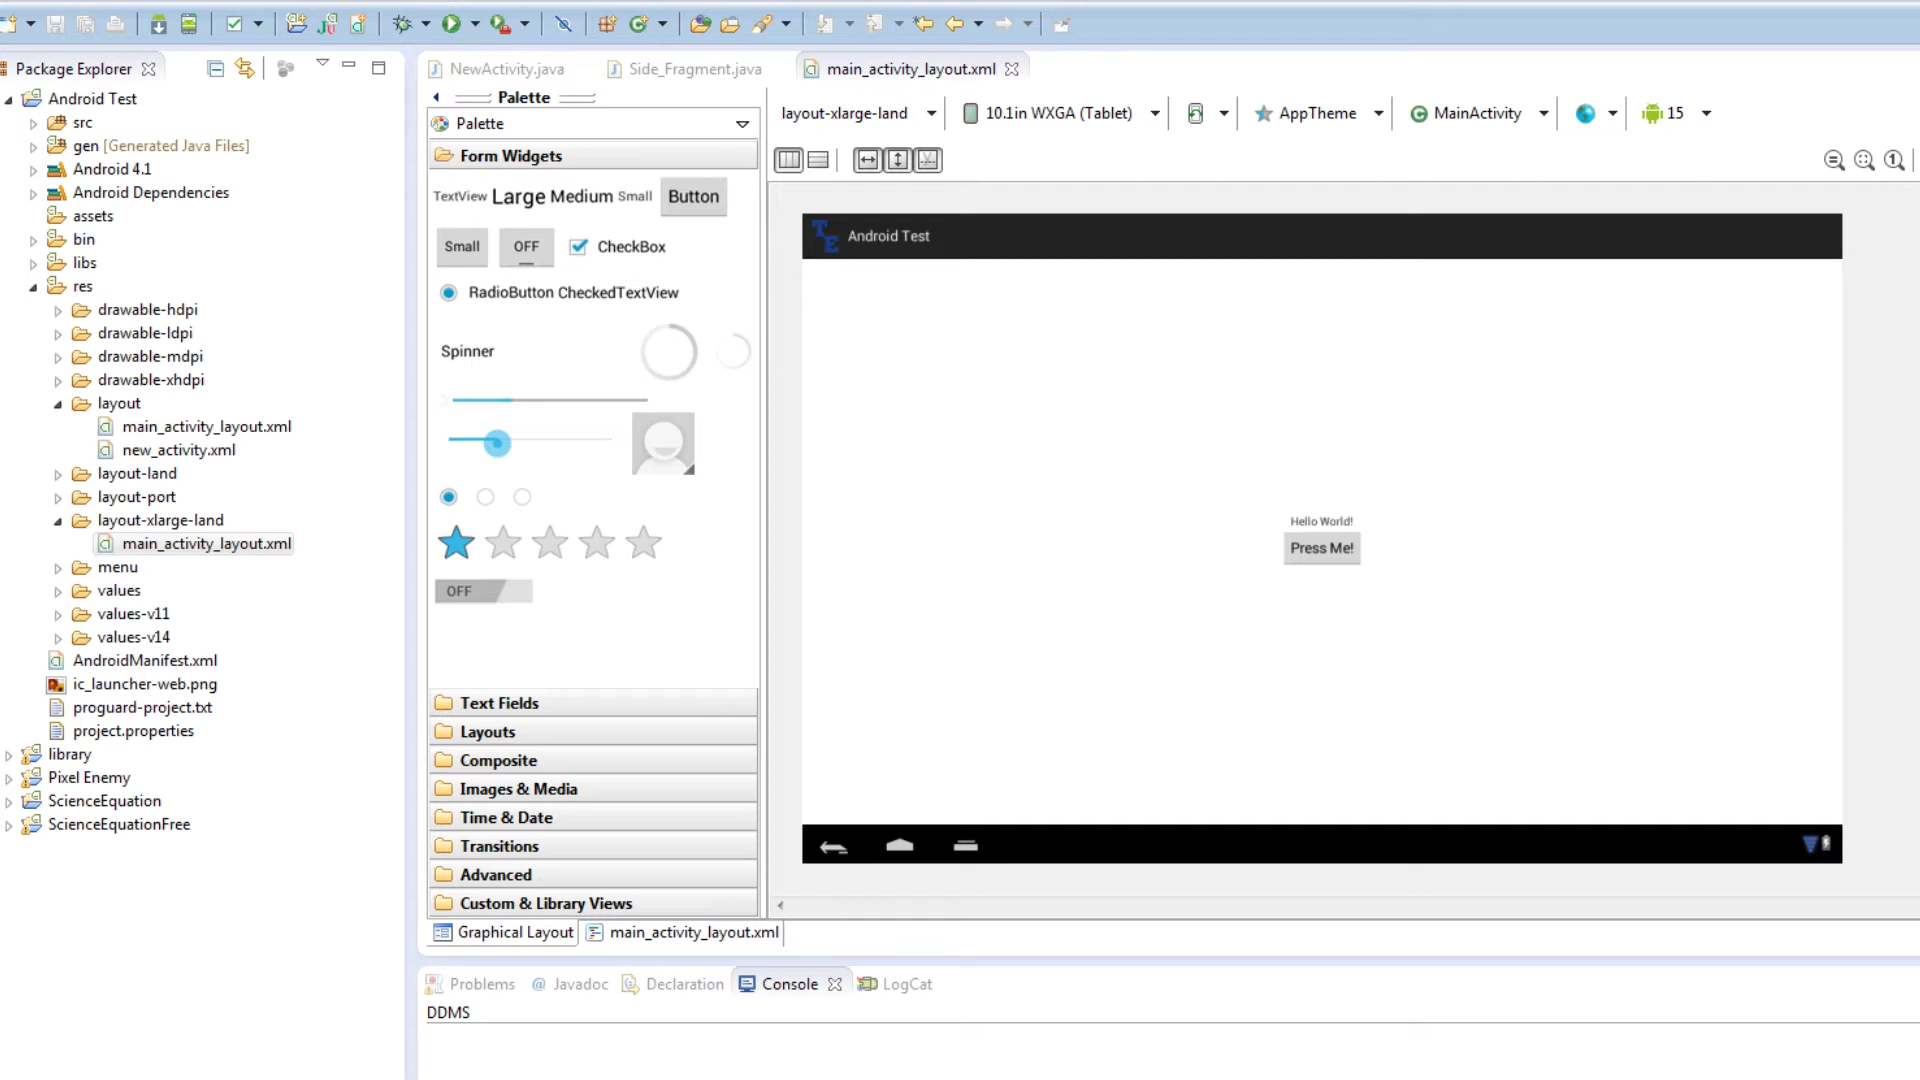 Package Explorer
Android Test
src
gen [Generated Java Files]
Android 4.1
Android Dependencies
assets
bin
libs
res
drawable-hdpi
drawable-ldpi
drawable-mdpi
drawable-xhdpi
layout
main_activity_layout.xml
new_activity.xml
layout-land
layout-port
layout-xlarge-land
main_activity_layout.xml
menu
values
values-v11
values-v14
AndroidManifest.xml
ic_launcher-web.png
proguard-project.txt
project.properties
library
Pixel Enemy
ScienceEquation
ScienceEquationFree
NewActivity.java
Side_Fragment.java
main_activity_layout.xml
Palette
Palette
Form Widgets
TextView Large Medium Small Button
Small OFF CheckBox
RadioButton CheckedTextView
Spinner
OFF
Text Fields
Layouts
Composite
Images & Media
Time & Date
Transitions
Advanced
Custom & Library Views
layout-xlarge-land
10.1in WXGA (Tablet)
AppTheme
MainActivity
15
TE Android Test
Hello World!
Press Me!
Graphical Layout
main_activity_layout.xml
Problems
@ Javadoc
Declaration
Console
LogCat
DDMS